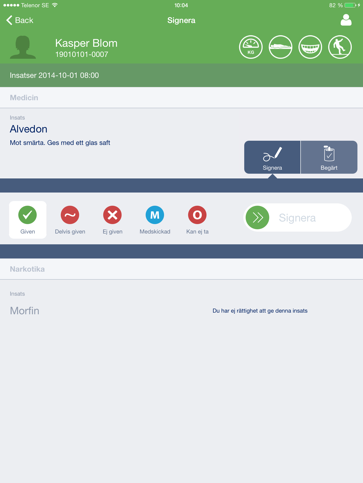 Telenor SE
10:04
82 %
Back
Signera
Kasper Blom
19010101-0007
KG
Insatser 2014-10-01 08:00
Medicin
Insats
Alvedon
Mot smärta. Ges med ett glas saft
Signera
Begärt
M
O
Given
Delvis given
Ej given
Medskickad
Kan ej ta
Signera
Narkotika
Insats
Morfin
Du har ej rättighet att ge denna insats